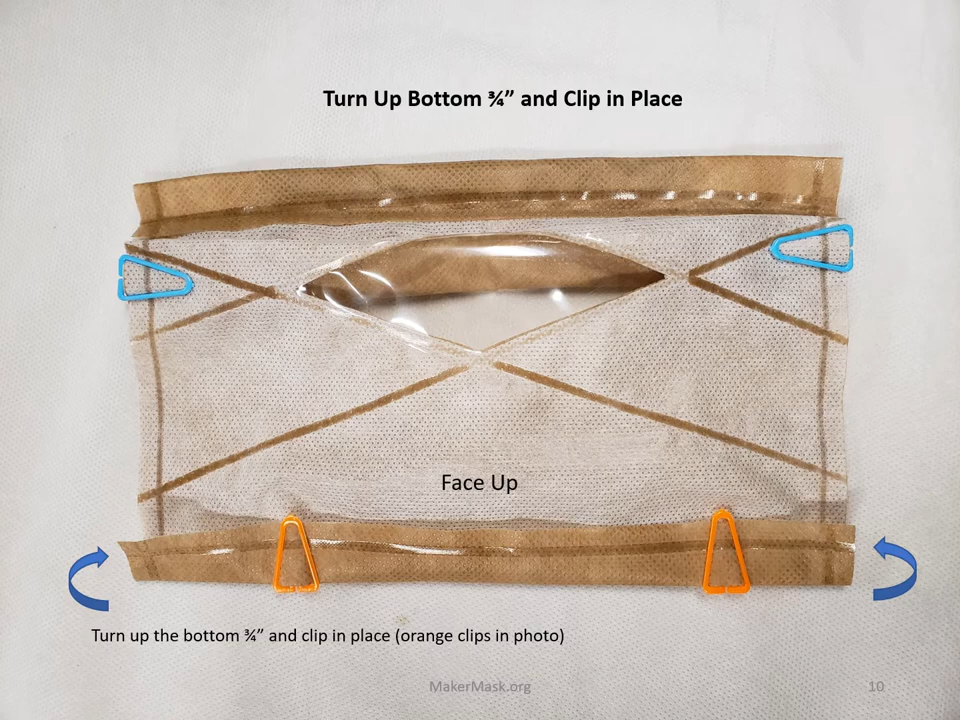 Turn Up Bottom ¾” and Clip in Place
Face Up
Turn up the bottom ¾” and clip in place (orange clips in photo)
MakerMask.org
10